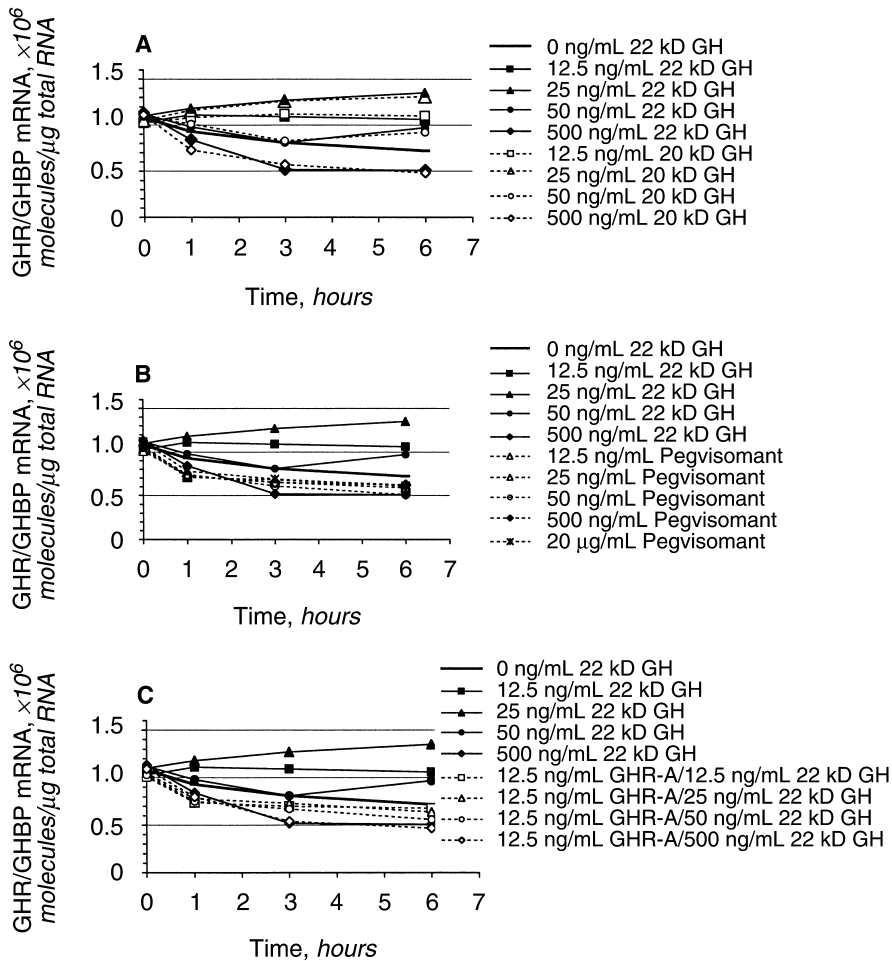 A
GHR/GHBP mRNA, ×10⁶
molecules/µg total RNA
1.5
1.0
0.5
0
0 1 2 3 4 5 6 7
Time, hours
0 ng/mL 22 kD GH
12.5 ng/mL 22 kD GH
25 ng/mL 22 kD GH
50 ng/mL 22 kD GH
500 ng/mL 22 kD GH
12.5 ng/mL 20 kD GH
25 ng/mL 20 kD GH
50 ng/mL 20 kD GH
500 ng/mL 20 kD GH
B
GHR/GHBP mRNA, ×10⁶
molecules/µg total RNA
1.5
1.0
0.5
0
0 1 2 3 4 5 6 7
Time, hours
0 ng/mL 22 kD GH
12.5 ng/mL 22 kD GH
25 ng/mL 22 kD GH
50 ng/mL 22 kD GH
500 ng/mL 22 kD GH
12.5 ng/mL Pegvisomant
25 ng/mL Pegvisomant
50 ng/mL Pegvisomant
500 ng/mL Pegvisomant
20 µg/mL Pegvisomant
C
GHR/GHBP mRNA, ×10⁶
molecules/µg total RNA
1.5
1.0
0.5
0
0 1 2 3 4 5 6 7
Time, hours
0 ng/mL 22 kD GH
12.5 ng/mL 22 kD GH
25 ng/mL 22 kD GH
50 ng/mL 22 kD GH
500 ng/mL 22 kD GH
12.5 ng/mL GHR-A/12.5 ng/mL 22 kD GH
12.5 ng/mL GHR-A/25 ng/mL 22 kD GH
12.5 ng/mL GHR-A/50 ng/mL 22 kD GH
12.5 ng/mL GHR-A/500 ng/mL 22 kD GH